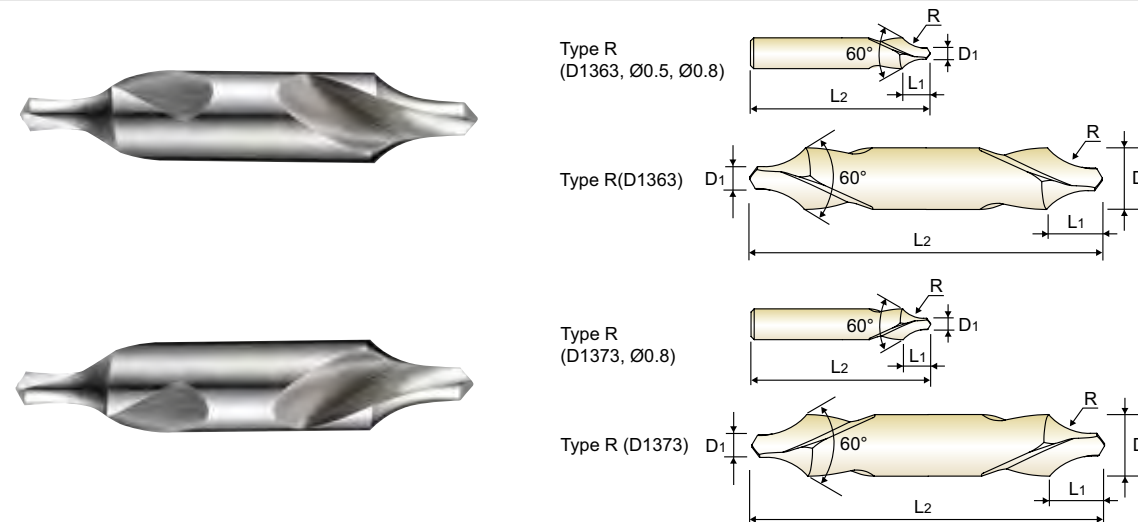 Type R
(D1363, Ø0.5, Ø0.8)
60°
R
D1
L1
L2
Type R(D1363)
D1
60°
R
L1
L2
Type R
(D1373, Ø0.8)
60°
R
D1
L1
L2
Type R (D1373)
D1
60°
R
L1
L2